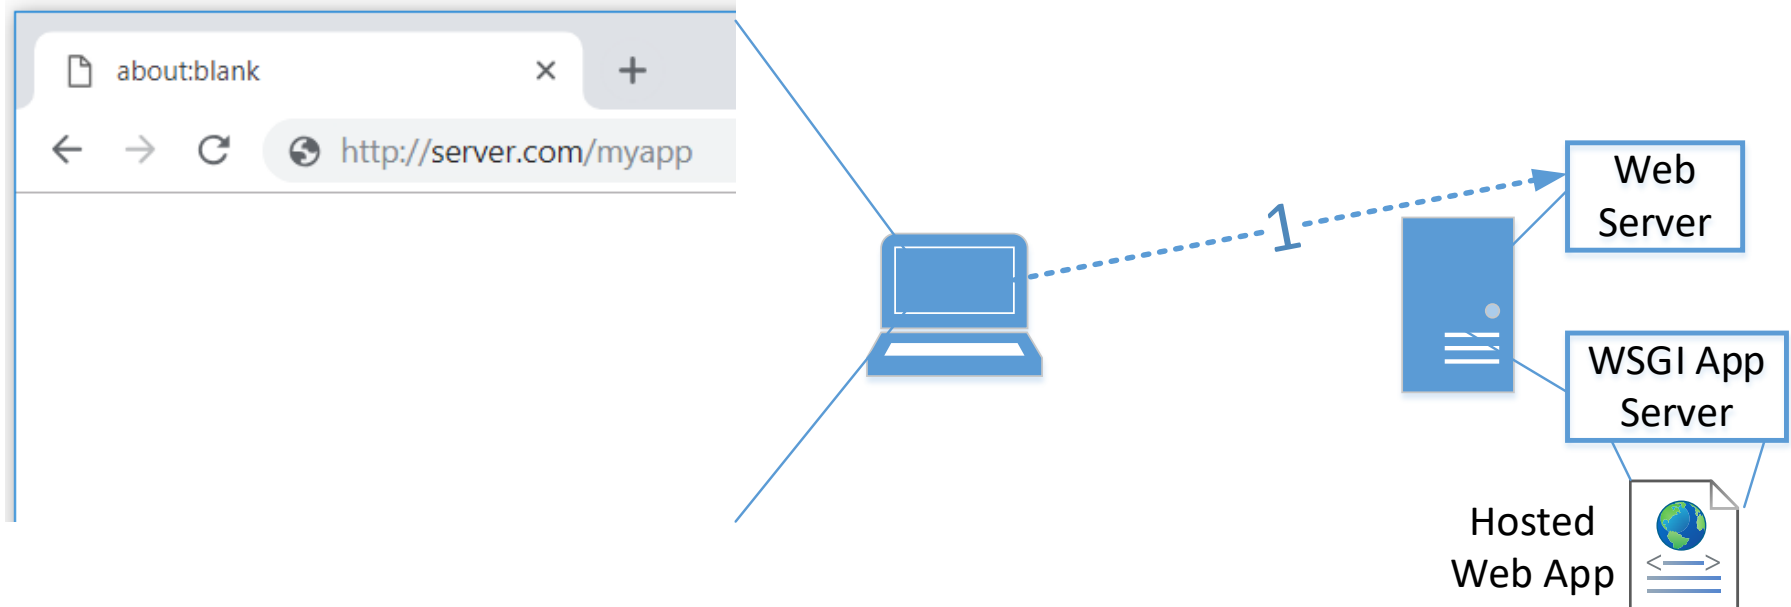 about:blank
http://server.com/myapp
1
Web
Server
WSGI App
Server
Hosted
Web App